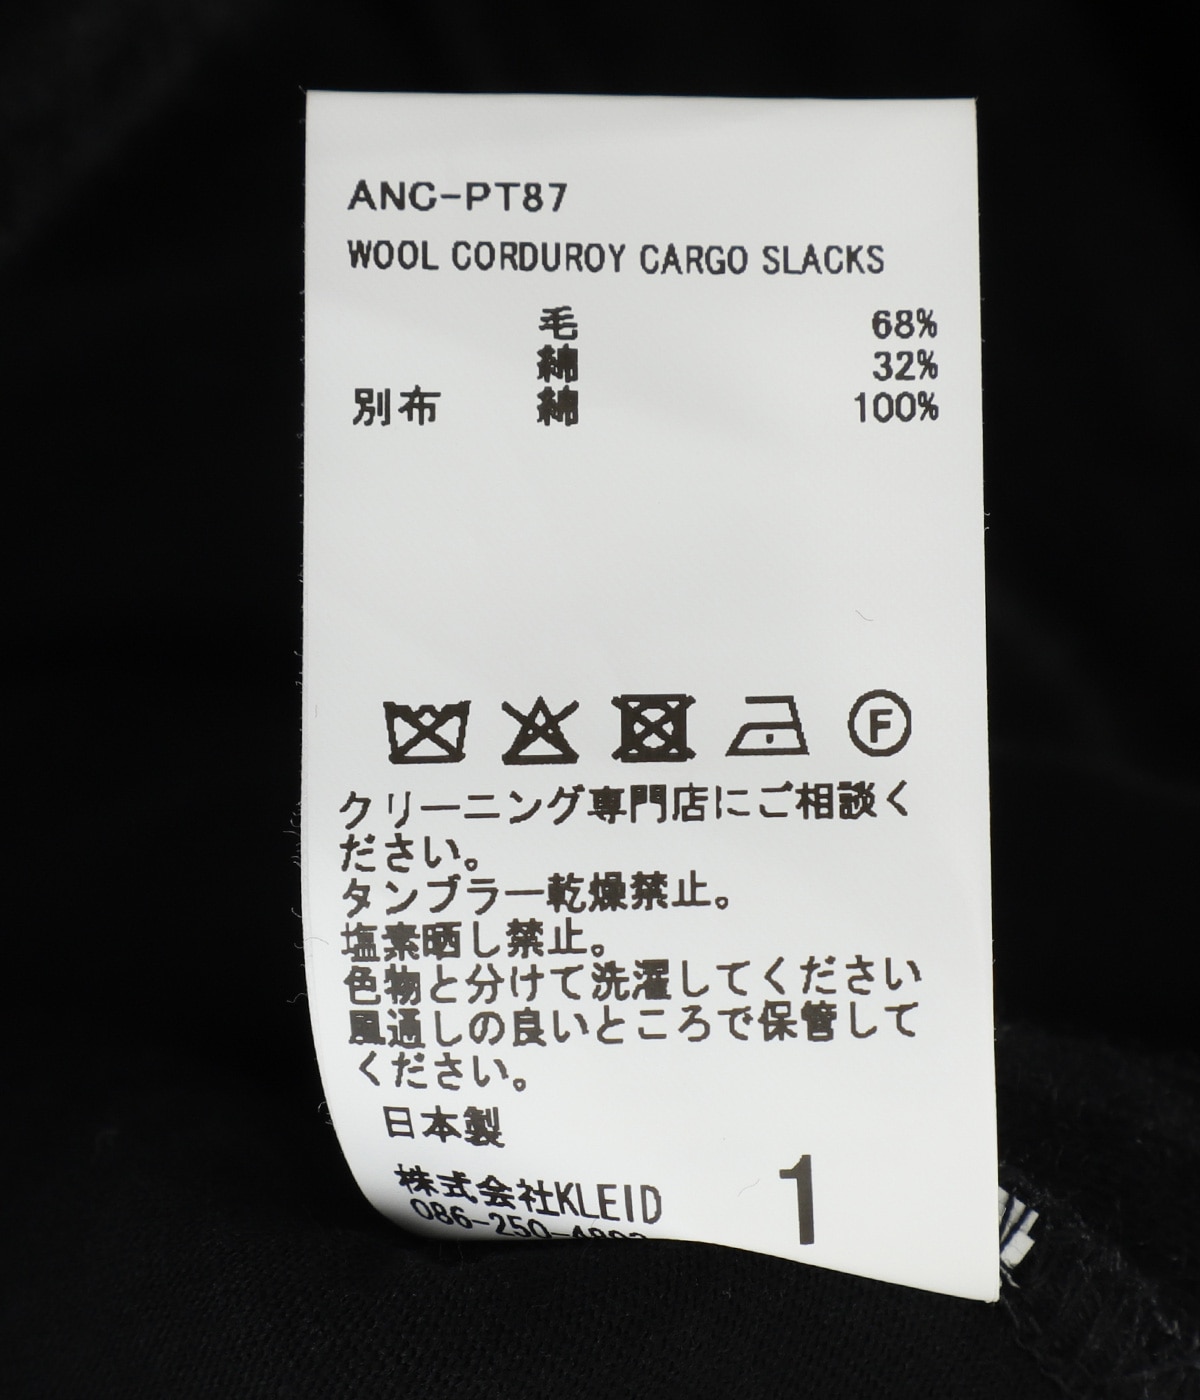 ANC-PT87
WOOL CORDUROY CARGO SLACKS
毛 68%
綿 32%
別布 綿 100%
F
クリーニング専門店にご相談く
ださい。
タンブラー乾燥禁止。
塩素晒し禁止。
色物と分けて洗濯してください
風通しの良いところで保管して
ください。
日本製
株式会社KLEID
086-250-
1